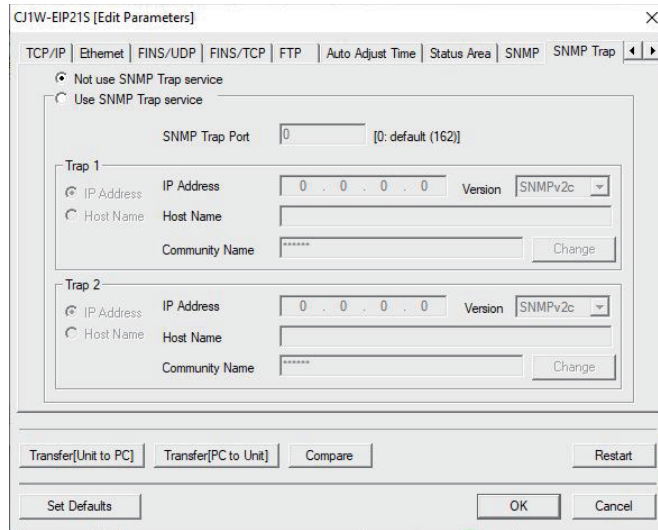 CJ1W-EIP21S [Edit Parameters]
TCP/IP Ethernet FINS/UDP FINS/TCP FTP Auto Adjust Time Status Area SNMP SNMP Trap
Not use SNMP Trap service
Use SNMP Trap service
SNMP Trap Port 0 [0: default (162)]
Trap 1
IP Address IP Address 0 . 0 . 0 . 0 Version SNMPv2c
Host Name Host Name
Community Name ****** Change
Trap 2
IP Address IP Address 0 . 0 . 0 . 0 Version SNMPv2c
Host Name Host Name
Community Name ****** Change
Transfer[Unit to PC] Transfer[PC to Unit] Compare Restart
Set Defaults OK Cancel